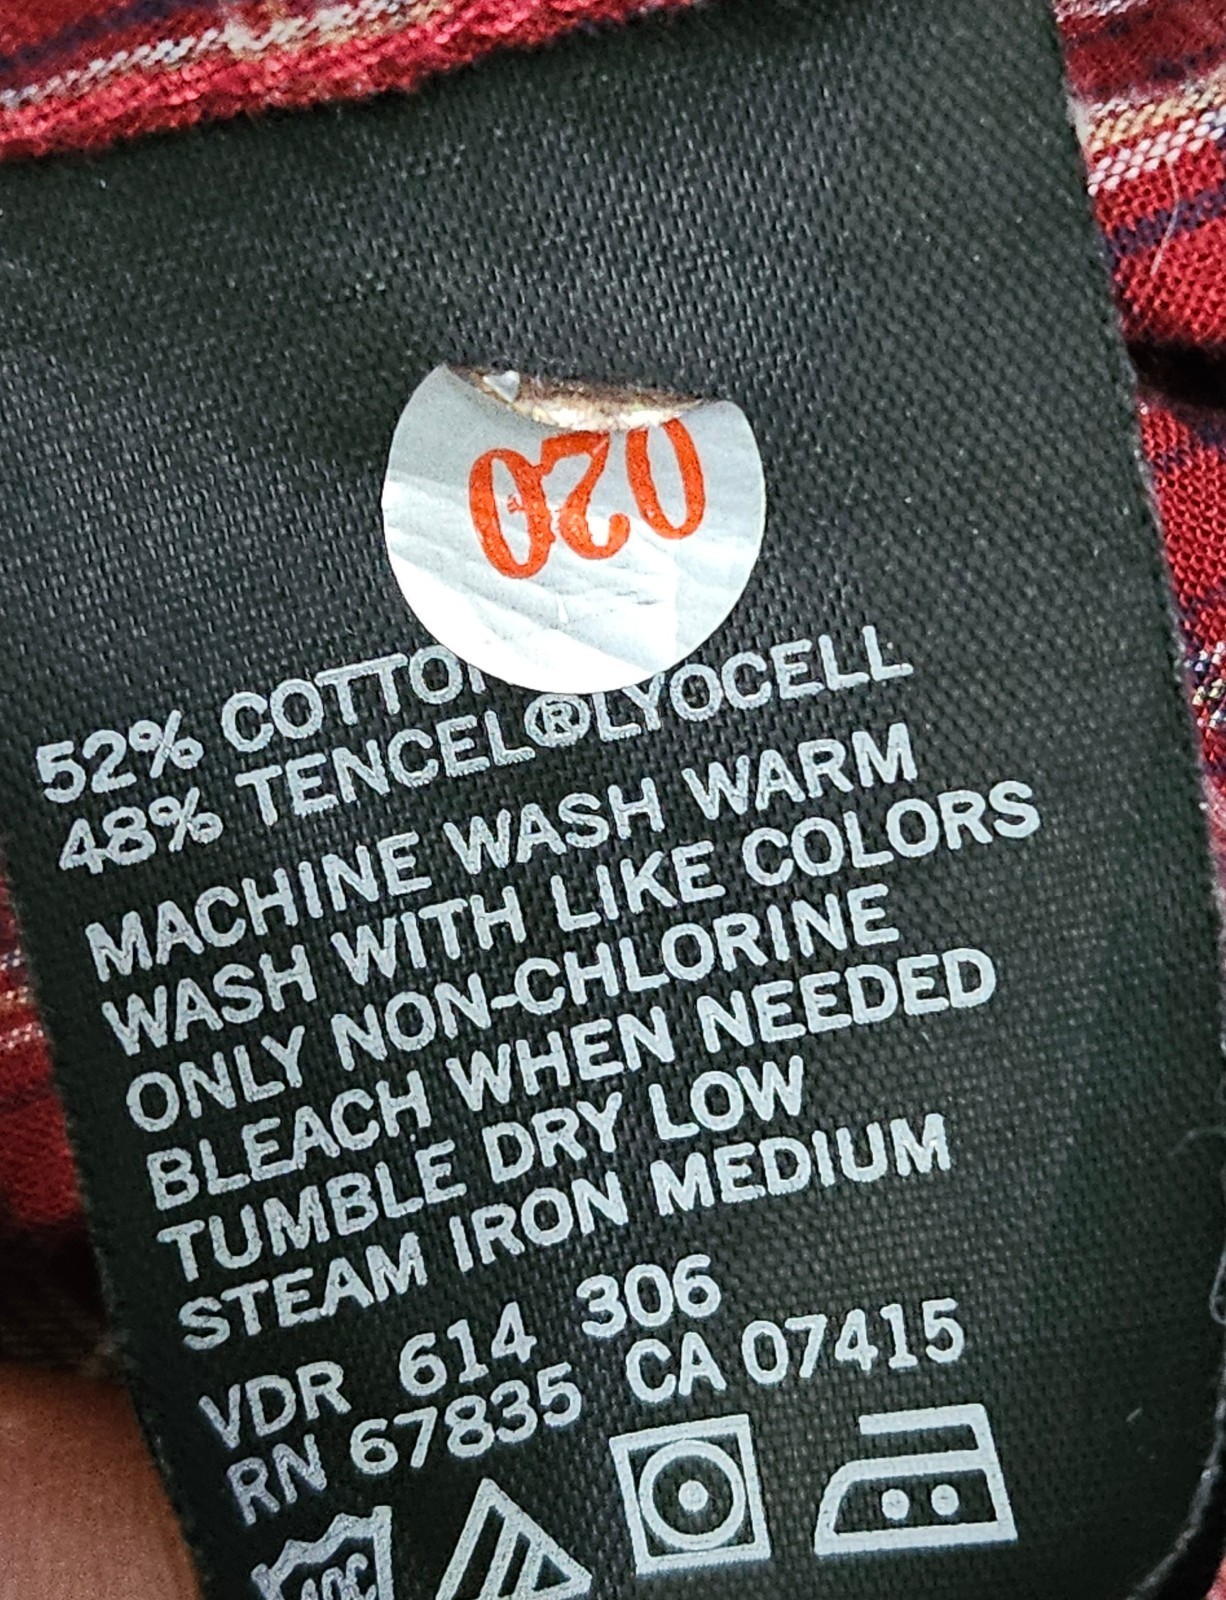 020
52% COTTON
48% TENCEL®LYOCELL
MACHINE WASH WARM
WASH WITH LIKE COLORS
ONLY NON-CHLORINE
BLEACH WHEN NEEDED
TUMBLE DRY LOW
STEAM IRON MEDIUM
VDR 614 306
RN 67835 CA 07415
40C